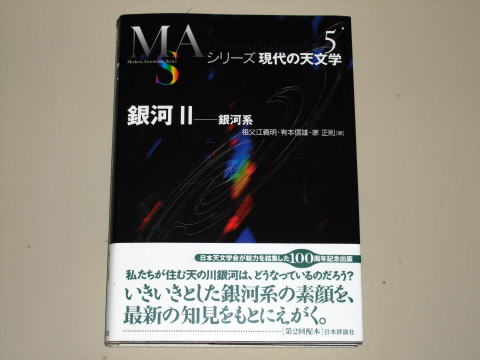 MAS
Modern Astronomy Series
シリーズ 現代の天文学 5
銀河 II——銀河系
祖父江義明・有本信雄・家 正則[編]
日本天文学会が総力を結集した100周年記念出版
私たちが住む天の川銀河は、どうなっているのだろう?
いきいきとした銀河系の素顔を、
最新の知見をもとにえがく。
[第2回配本]日本評論社